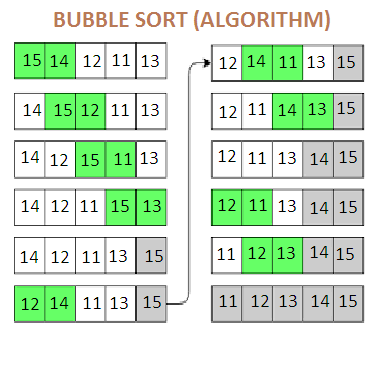 BUBBLE SORT (ALGORITHM)
15 14 12 11 13
14 15 12 11 13
14 12 15 11 13
14 12 11 15 13
14 12 11 13 15
12 14 11 13 15
12 14 11 13 15
12 11 14 13 15
12 11 13 14 15
12 11 13 14 15
11 12 13 14 15
11 12 13 14 15